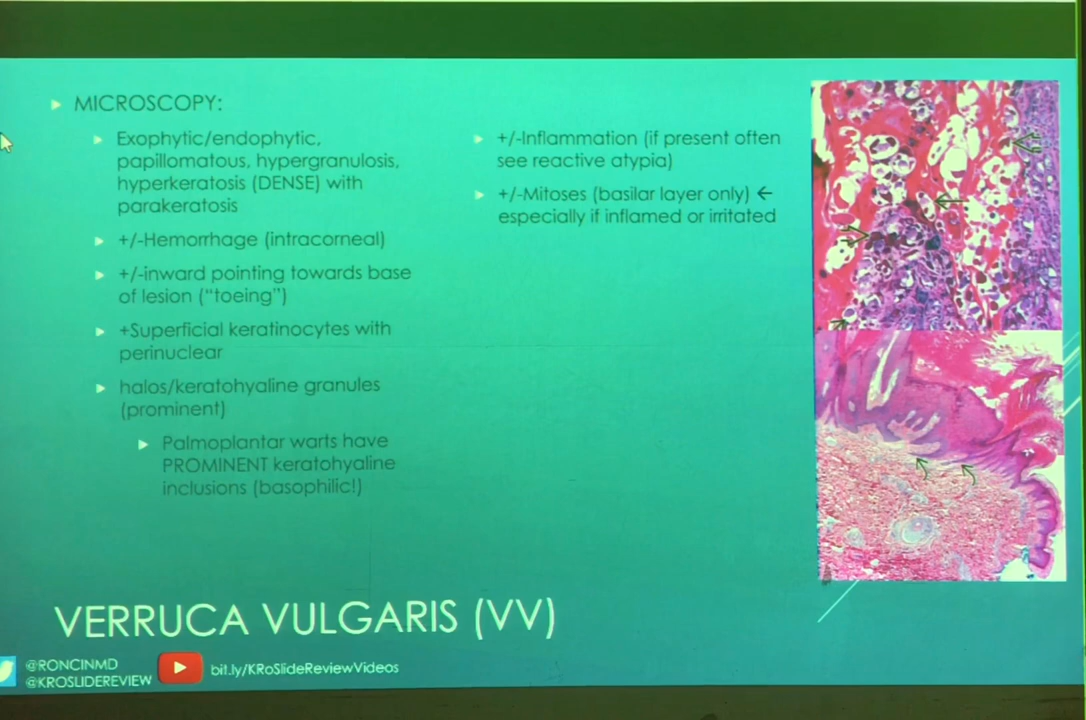 MICROSCOPY:
Exophytic/endophytic,
papillomatous, hypergranulosis,
hyperkeratosis (DENSE) with
parakeratosis
+/-Hemorrhage (intracorneal)
+/-inward pointing towards base
of lesion (“toeing”)
+Superficial keratinocytes with
perinuclear
halos/keratohyaline granules
(prominent)
Palmoplantar warts have
PROMINENT keratohyaline
inclusions (basophilic!)
+/-Inflammation (if present often
see reactive atypia)
+/-Mitoses (basilar layer only) ←
especially if inflamed or irritated
VERRUCA VULGARIS (VV)
@RONCINMD
@KROSLIDEREVIEW
bit.ly/KRoSlideReviewVideos